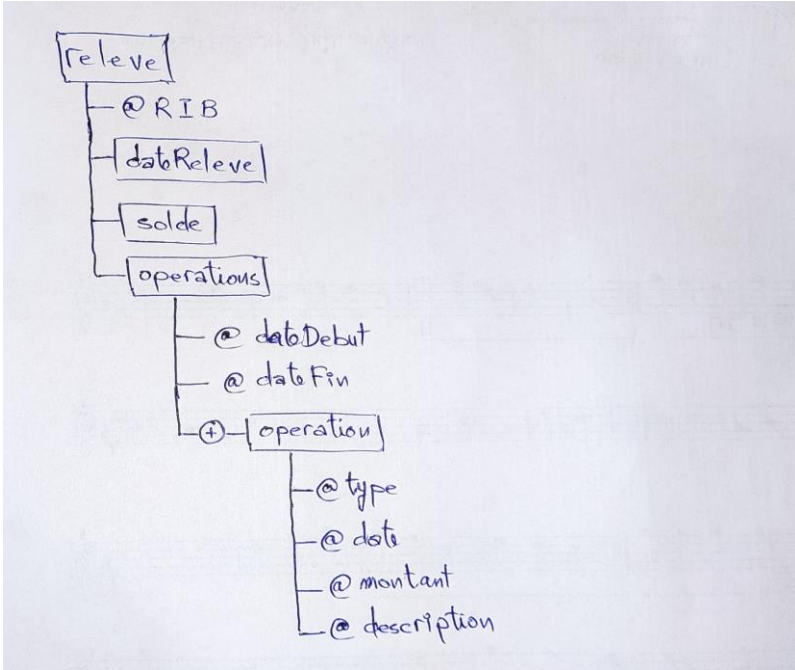 releve
@ RIB
dateReleve
solde
operations
@ dateDebut
@ dateFin
+ operation
@ type
@ date
@ montant
@ description